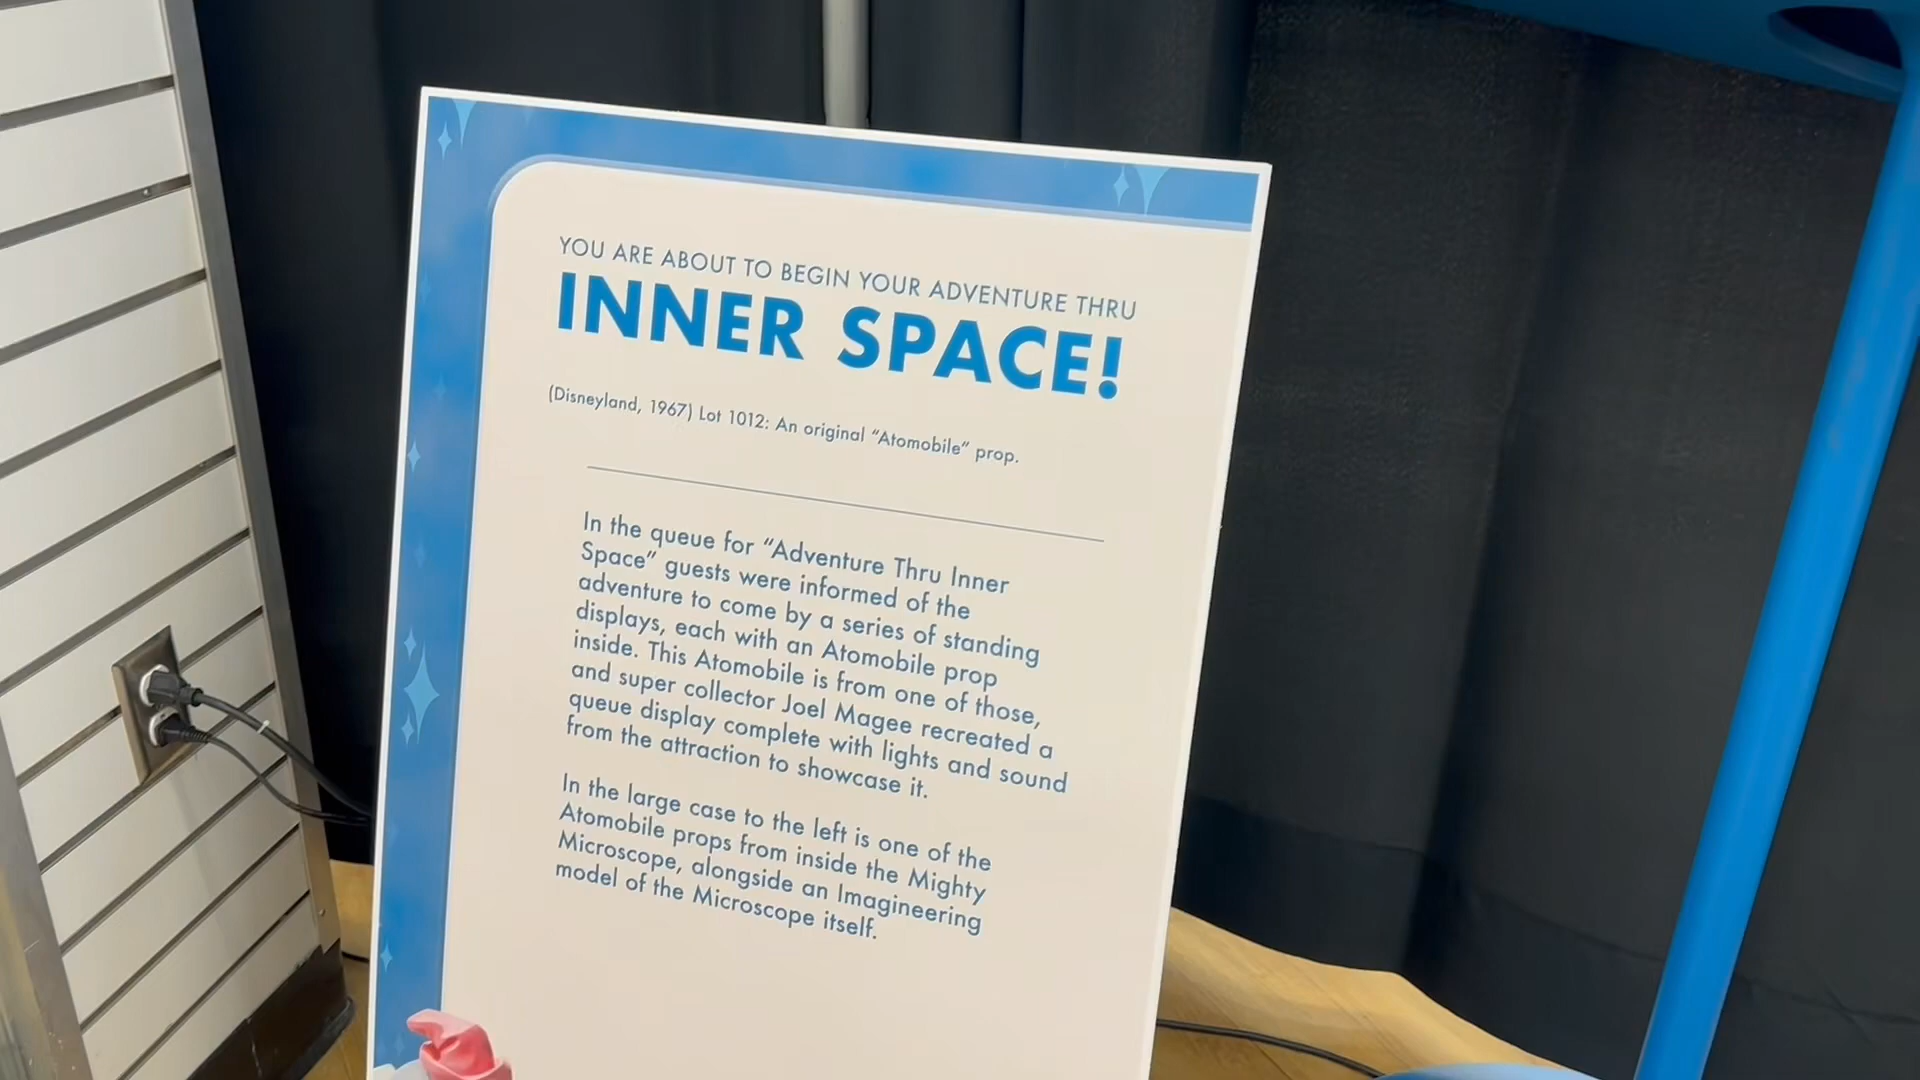 YOU ARE ABOUT TO BEGIN YOUR ADVENTURE THRU
INNER SPACE!
(Disneyland, 1967) Lot 1012: An original “Atomobile” prop.
In the queue for “Adventure Thru Inner
Space” guests were informed of the
adventure to come by a series of standing
displays, each with an Atomobile prop
inside. This Atomobile is from one of those,
and super collector Joel Magee recreated a
queue display complete with lights and sound
from the attraction to showcase it.
In the large case to the left is one of the
Atomobile props from inside the Mighty
Microscope, alongside an Imagineering
model of the Microscope itself.